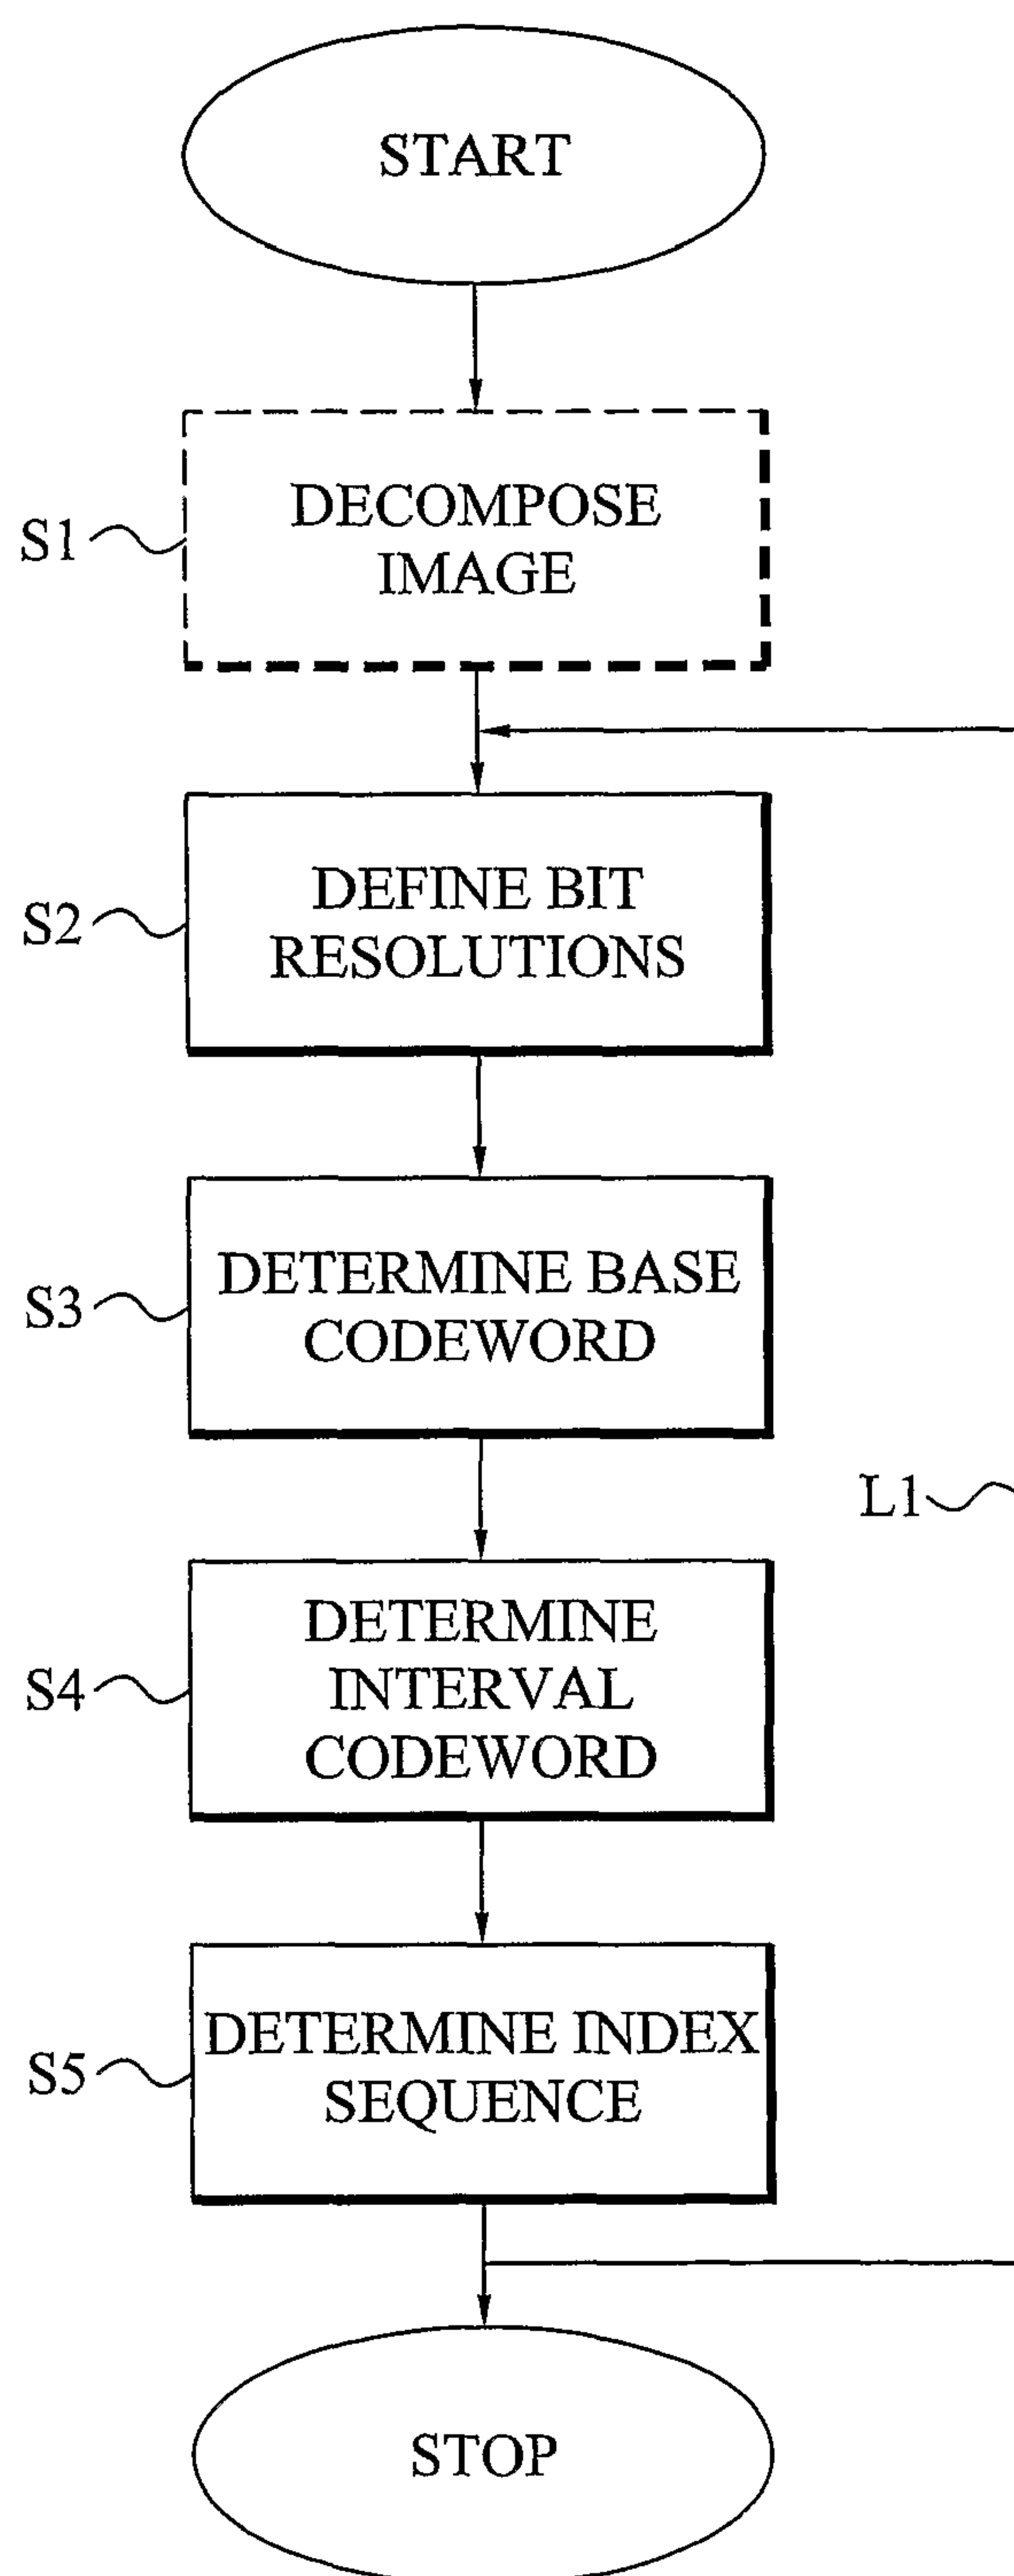 START
S1
DECOMPOSE
IMAGE
S2
DEFINE BIT
RESOLUTIONS
S3
DETERMINE BASE
CODEWORD
L1
S4
DETERMINE
INTERVAL
CODEWORD
S5
DETERMINE INDEX
SEQUENCE
STOP